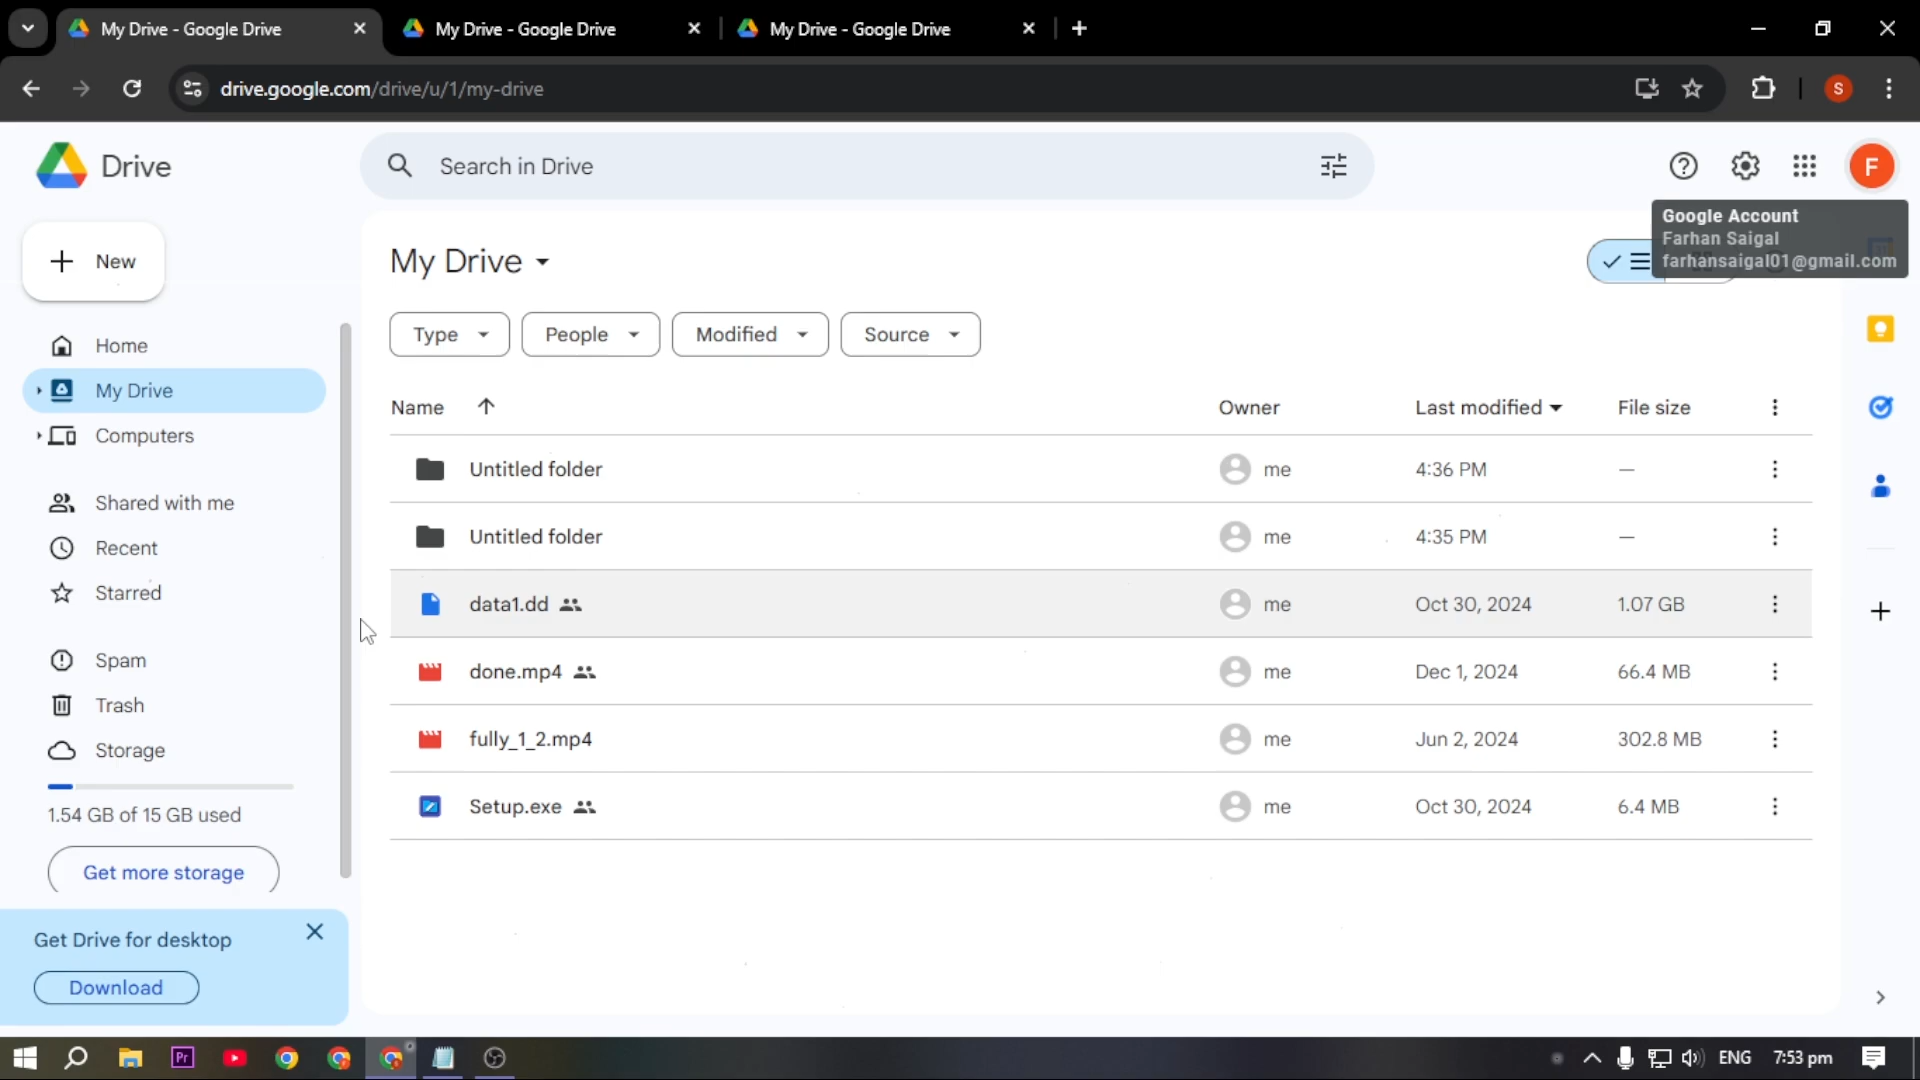 My Drive - Google Drive
My Drive - Google Drive
My Drive - Google Drive
drive.google.com/drive/u/1/my-drive
S
Drive
Search in Drive
F
Google Account
Farhan Saigal
farhansaigal01@gmail.com
New
My Drive
Type
People
Modified
Source
Home
My Drive
Computers
Shared with me
Recent
Starred
Spam
Trash
Storage
1.54 GB of 15 GB used
Get more storage
Get Drive for desktop
Download
Name Owner Last modified File size
Untitled folder me 4:36 PM —
Untitled folder me 4:35 PM —
data1.dd me Oct 30, 2024 1.07 GB
done.mp4 me Dec 1, 2024 66.4 MB
fully_1_2.mp4 me Jun 2, 2024 302.8 MB
Setup.exe me Oct 30, 2024 6.4 MB
Pr
ENG 7:53 pm